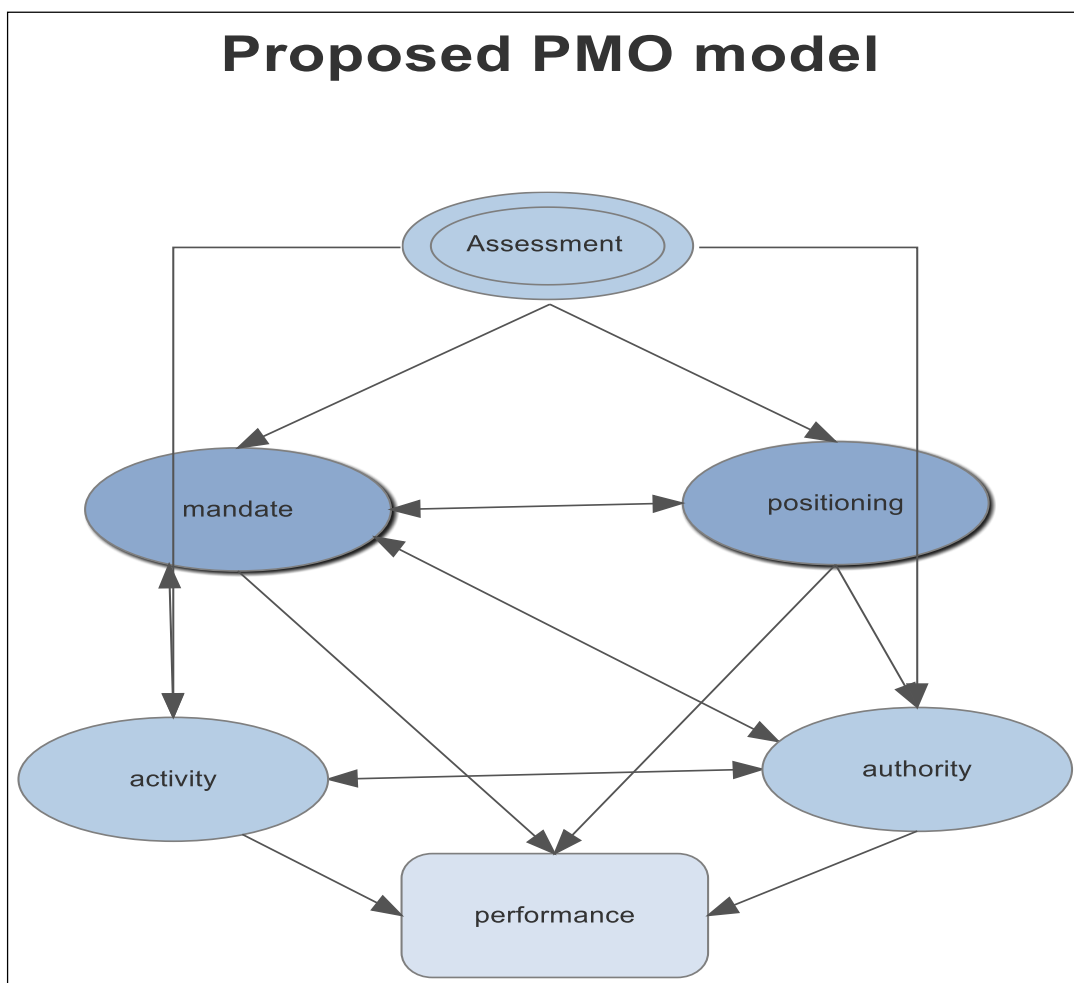 Proposed PMO model
Assessment
mandate
positioning
activity
authority
performance